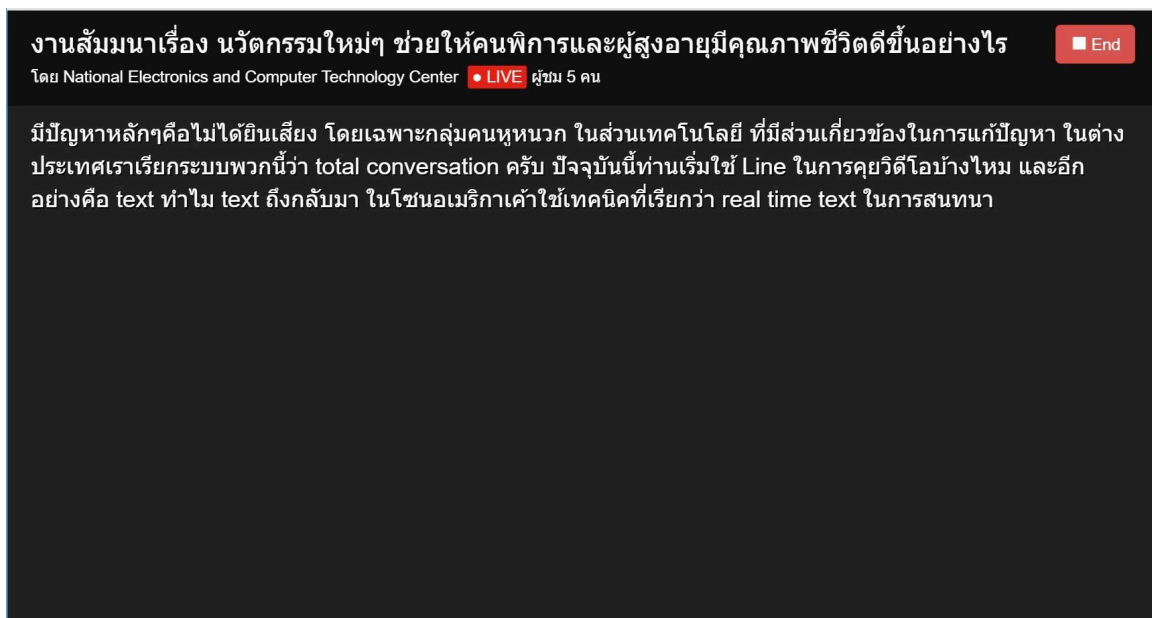 งานสัมมนาเรื่อง นวัตกรรมใหม่ๆ ช่วยให้คนพิการและผู้สูงอายุมีคุณภาพชีวิตดีขึ้นอย่างไร
End
โดย National Electronics and Computer Technology Center ● LIVE ผู้ชม 5 คน
มีปัญหาหลักๆคือไม่ได้ยินเสียง โดยเฉพาะกลุ่มคนหูหนวก ในส่วนเทคโนโลยี ที่มีส่วนเกี่ยวข้องในการแก้ปัญหา ในต่าง
ประเทศเราเรียกระบบพวกนี้ว่า total conversation ครับ ปัจจุบันนี้ท่านเริ่มใช้ Line ในการคุยวิดีโอบ้างไหม และอีก
อย่างคือ text ทำไม text ถึงกลับมา ในโซนอเมริกาเค้าใช้เทคนิคที่เรียกว่า real time text ในการสนทนา